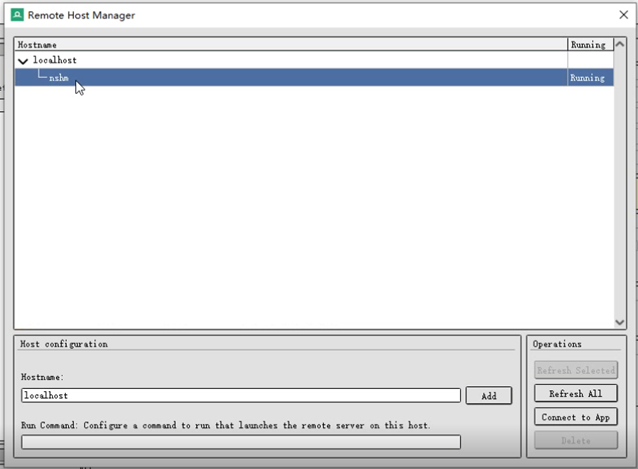 Remote Host Manager
Hostname Running
localhost
nshm Running
Host configuration
Operations
Refresh Selected
Hostname:
Refresh All
localhost Add
Connect to App
Run Command: Configure a command to run that launches the remote server on this host.
Delete